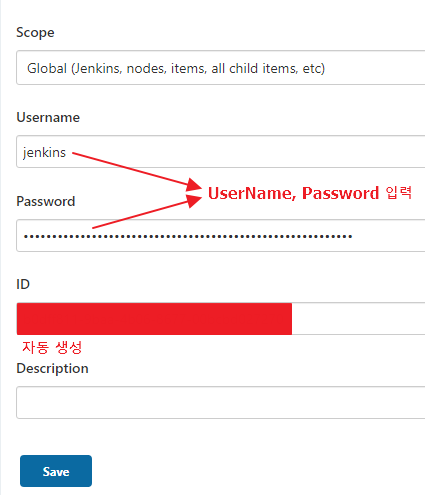 Scope
Global (Jenkins, nodes, items, all child items, etc)
Username
jenkins
UserName, Password 입력
Password
ID
자동 생성
Description
Save